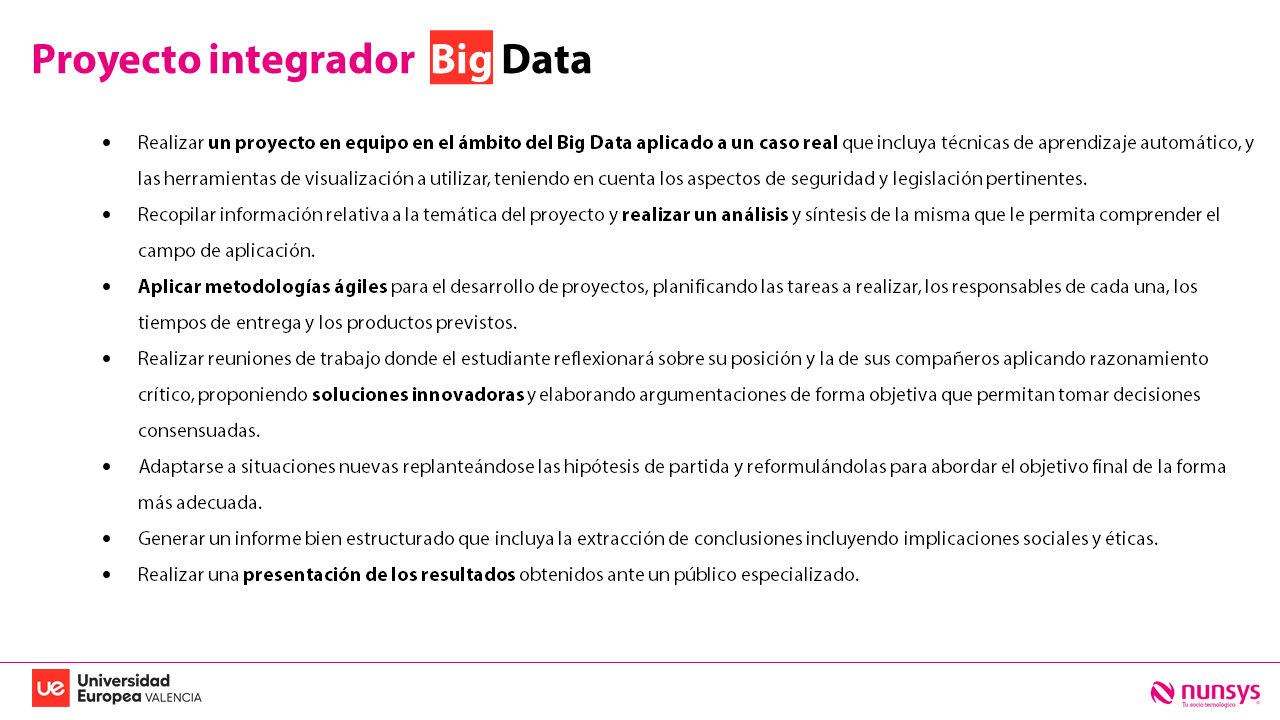 Proyecto integrador Big Data
• Realizar un proyecto en equipo en el ámbito del Big Data aplicado a un caso real que incluya técnicas de aprendizaje automático, y
las herramientas de visualización a utilizar, teniendo en cuenta los aspectos de seguridad y legislación pertinentes.
• Recopilar información relativa a la temática del proyecto y realizar un análisis y síntesis de la misma que le permita comprender el
campo de aplicación.
• Aplicar metodologías ágiles para el desarrollo de proyectos, planificando las tareas a realizar, los responsables de cada una, los
tiempos de entrega y los productos previstos.
• Realizar reuniones de trabajo donde el estudiante reflexionará sobre su posición y la de sus compañeros aplicando razonamiento
crítico, proponiendo soluciones innovadoras y elaborando argumentaciones de forma objetiva que permitan tomar decisiones
consensuadas.
• Adaptarse a situaciones nuevas replanteándose las hipótesis de partida y reformulándolas para abordar el objetivo final de la forma
más adecuada.
• Generar un informe bien estructurado que incluya la extracción de conclusiones incluyendo implicaciones sociales y éticas.
• Realizar una presentación de los resultados obtenidos ante un público especializado.
ue Universidad
Europea VALENCIA
nunsys
Tu socio tecnológico